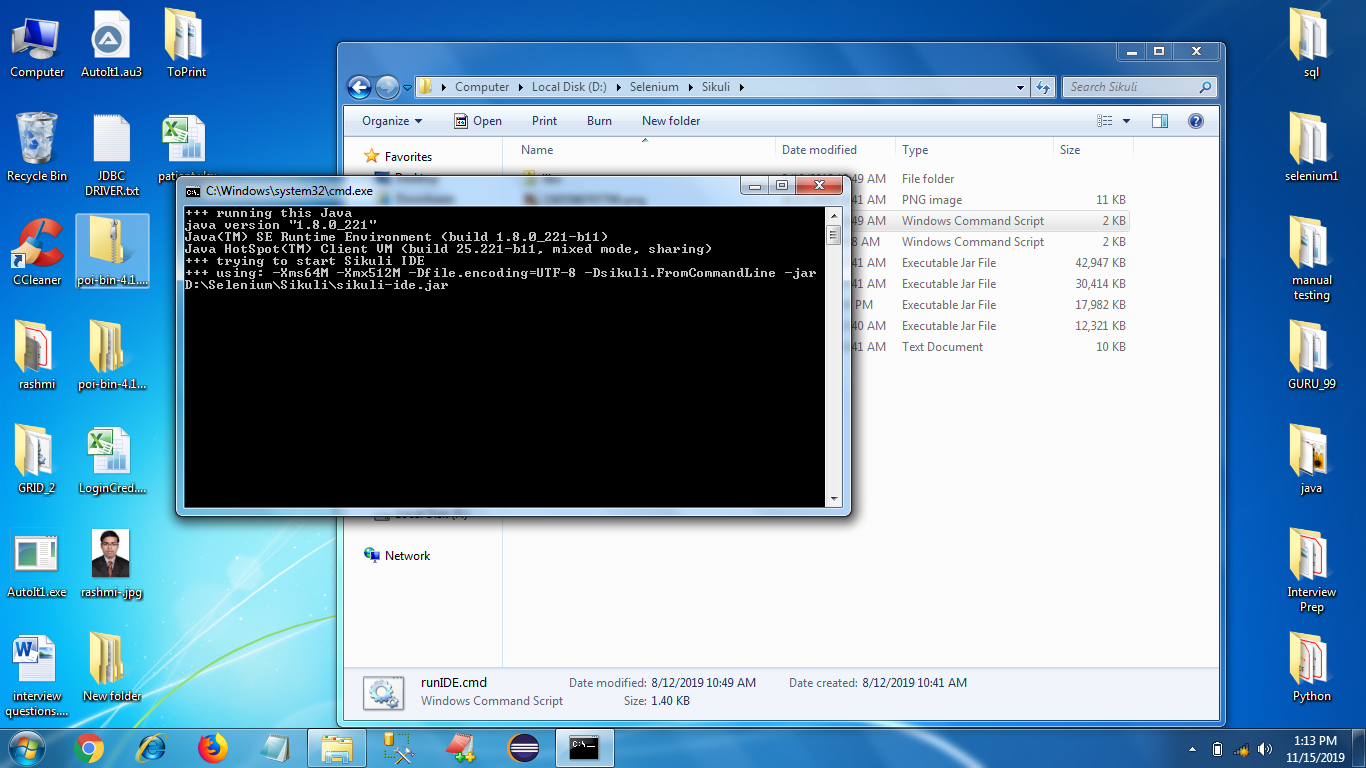 Computer
AutoIt1.au3
ToPrint
Recycle Bin
JDBC
DRIVER.txt
CCleaner
poi-bin-4.1....
rashmi
poi-bin-4.1...
GRID_2
LoginCred....
AutoIt1.exe
rashmi-.jpg
interview
questions....
New folder
Computer
Local Disk (D:)
Selenium
Sikuli
Search Sikuli
Organize
Open
Print
Burn
New folder
Favorites
Name
Date modified
Type
Size
49 AM
File folder
41 AM
PNG image
11 KB
49 AM
Windows Command Script
2 KB
8 AM
Windows Command Script
2 KB
41 AM
Executable Jar File
42,947 KB
41 AM
Executable Jar File
30,414 KB
PM
Executable Jar File
17,982 KB
40 AM
Executable Jar File
12,321 KB
41 AM
Text Document
10 KB
C:\Windows\system32\cmd.exe
+++ running this Java
java version "1.8.0_221"
Java(TM) SE Runtime Environment (build 1.8.0_221-b11)
Java HotSpot(TM) Client VM (build 25.221-b11, mixed mode, sharing)
+++ trying to start Sikuli IDE
+++ using: -Xms64M -Xmx512M -Dfile.encoding=UTF-8 -Dsikuli.FromCommandLine -jar
D:\Selenium\Sikuli\sikuli-ide.jar
Network
runIDE.cmd
Date modified: 8/12/2019 10:49 AM
Date created: 8/12/2019 10:41 AM
Windows Command Script
Size: 1.40 KB
sql
selenium1
manual
testing
GURU_99
java
Interview
Prep
Python
1:13 PM
11/15/2019